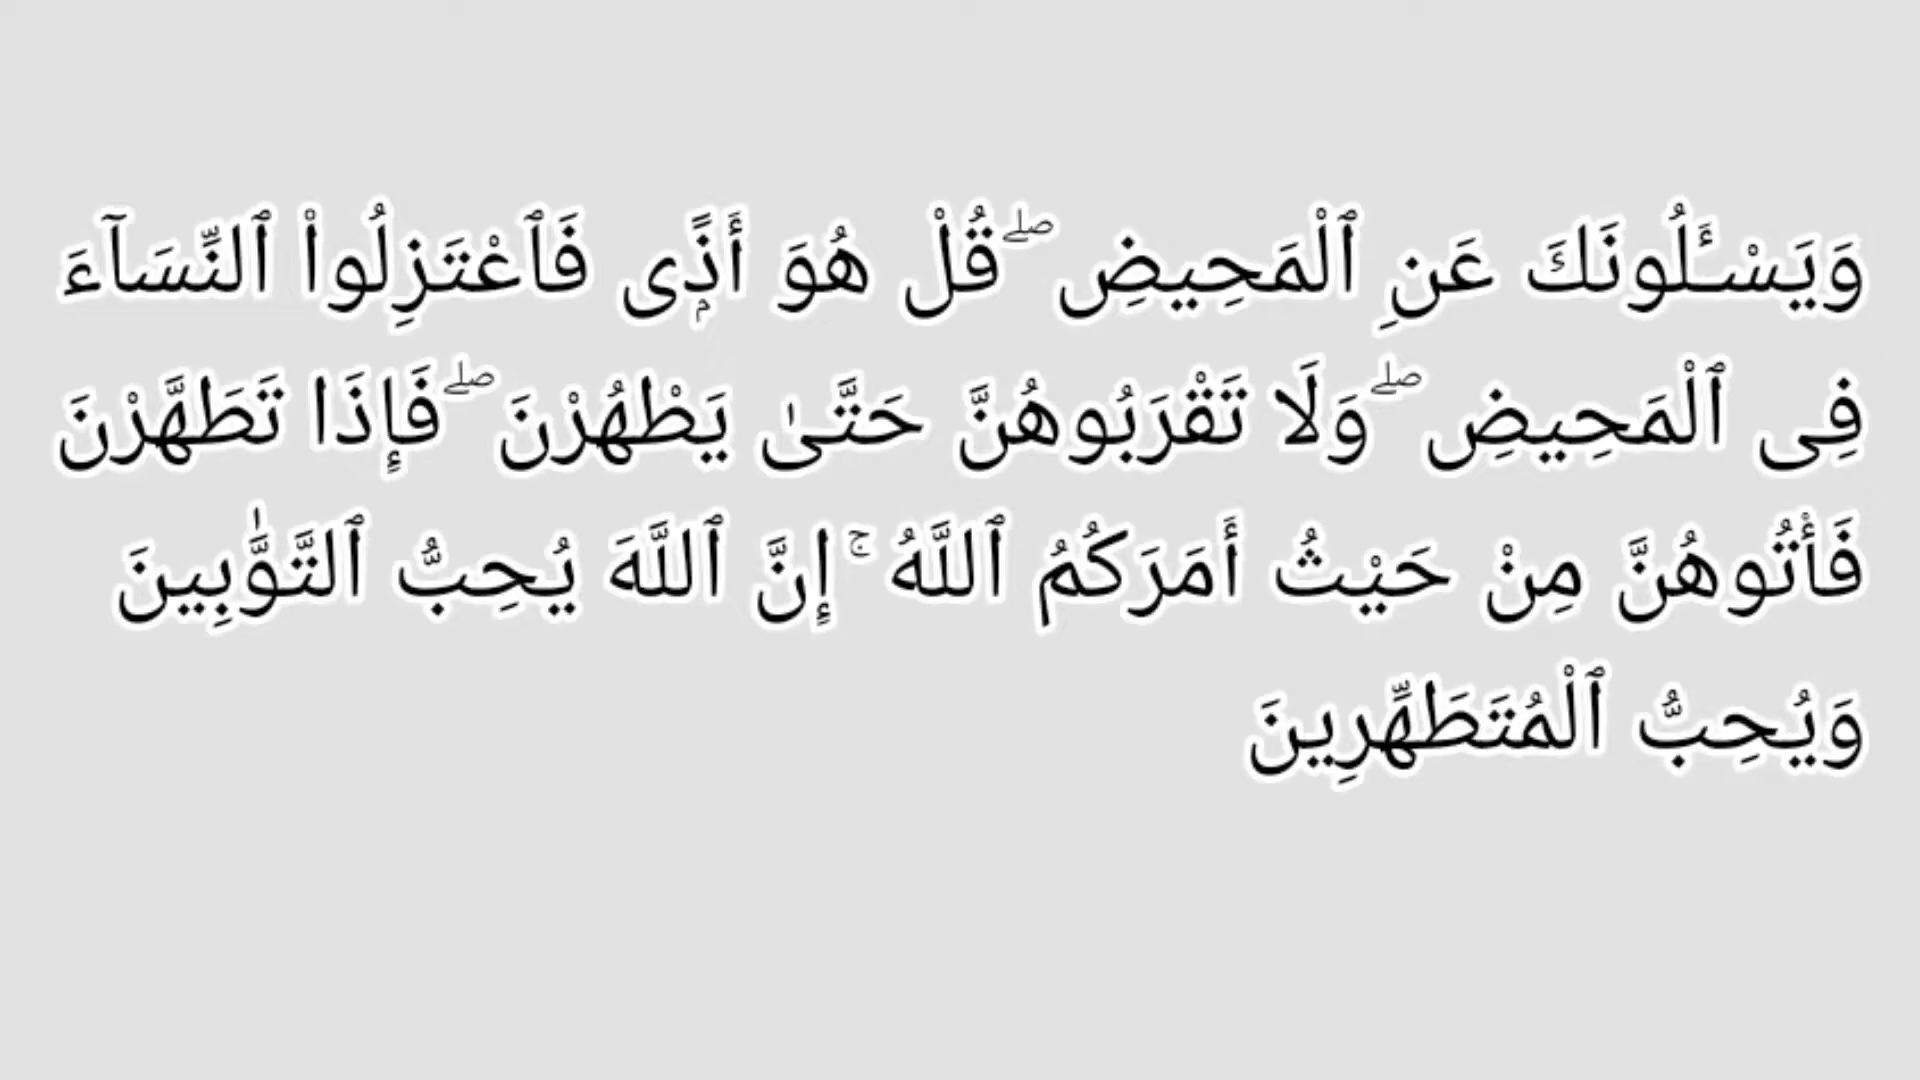 وَيَسْـَٔلُونَكَ عَنِ ٱلْمَحِيضِ ۖ قُلْ هُوَ أَذًۭى فَٱعْتَزِلُوا۟ ٱلنِّسَآءَ
فِى ٱلْمَحِيضِ ۖ وَلَا تَقْرَبُوهُنَّ حَتَّىٰ يَطْهُرْنَ ۖ فَإِذَا تَطَهَّرْنَ
فَأْتُوهُنَّ مِنْ حَيْثُ أَمَرَكُمُ ٱللَّهُ ۚ إِنَّ ٱللَّهَ يُحِبُّ ٱلتَّوَّٰبِينَ
وَيُحِبُّ ٱلْمُتَطَهِّرِينَ